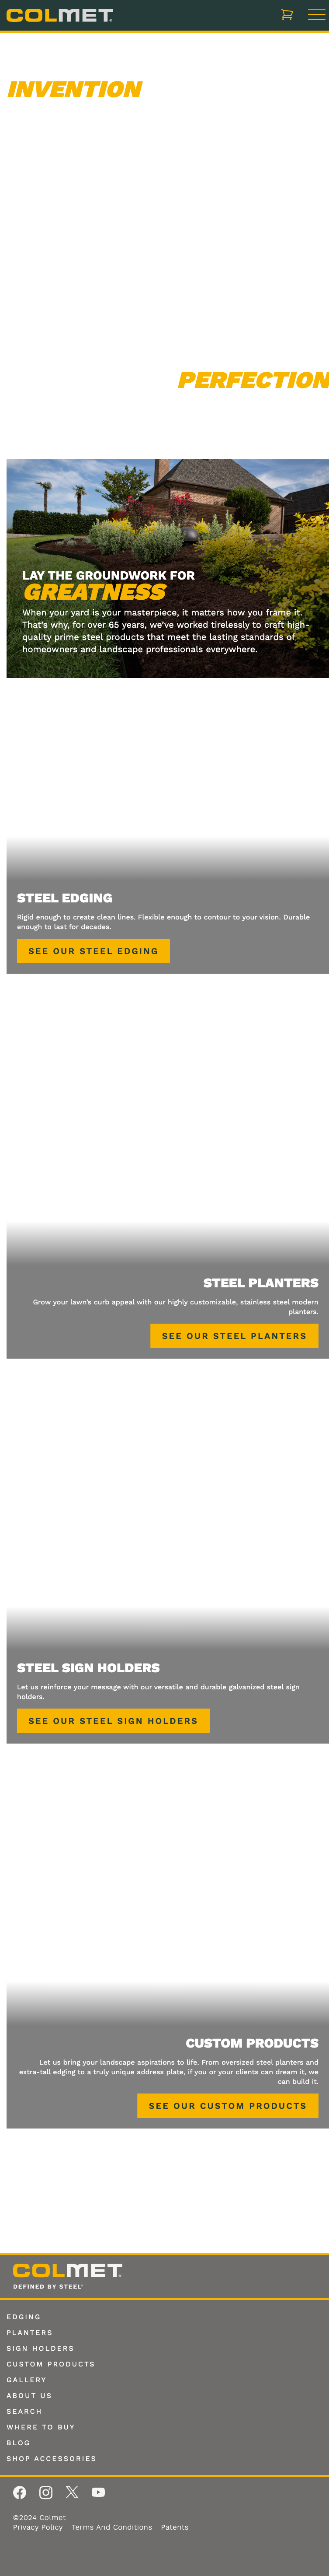 COLMET
INVENTION
PERFECTION
LAY THE GROUNDWORK FOR
GREATNESS
When your yard is your masterpiece, it matters how you frame it.
That's why, for over 65 years, we've worked tirelessly to craft high-
quality prime steel products that meet the lasting standards of
homeowners and landscape professionals everywhere.
STEEL EDGING
Rigid enough to create clean lines. Flexible enough to contour to your vision. Durable
enough to last for decades.
SEE OUR STEEL EDGING
STEEL PLANTERS
Grow your lawn's curb appeal with our highly customizable, stainless steel modern
planters.
SEE OUR STEEL PLANTERS
STEEL SIGN HOLDERS
Let us reinforce your message with our versatile and durable galvanized steel sign
holders.
SEE OUR STEEL SIGN HOLDERS
CUSTOM PRODUCTS
Let us bring your landscape aspirations to life. From oversized steel planters and
extra-tall edging to a truly unique address plate, if you or your clients can dream it, we
can build it.
SEE OUR CUSTOM PRODUCTS
COLMET
DEFINED BY STEEL
EDGING
PLANTERS
SIGN HOLDERS
CUSTOM PRODUCTS
GALLERY
ABOUT US
SEARCH
WHERE TO BUY
BLOG
SHOP ACCESSORIES
©2024 Colmet
Privacy Policy Terms And Conditions Patents